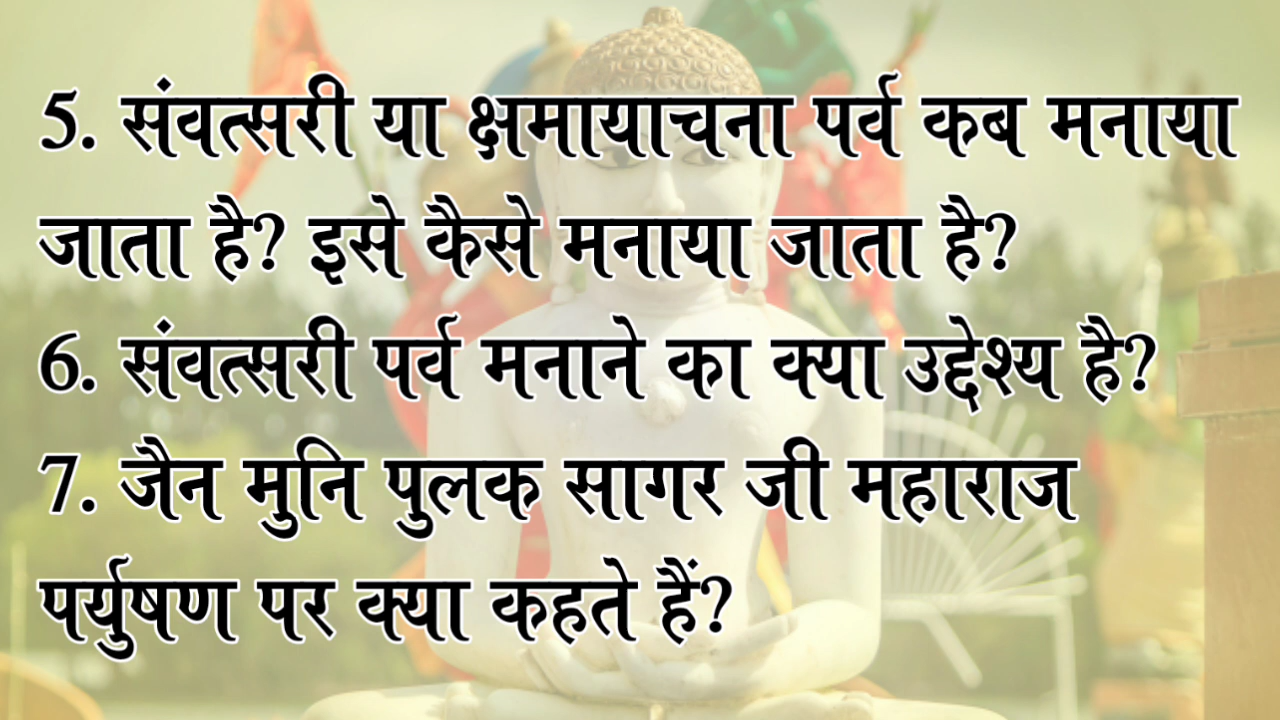 5. संवत्सरी या क्षमायाचना पर्व कब मनाया
जाता है? इसे कैसे मनाया जाता है?
6. संवत्सरी पर्व मनाने का क्या उद्देश्य है?
7. जैन मुनि पुलक सागर जी महाराज
पर्युषण पर क्या कहते हैं?